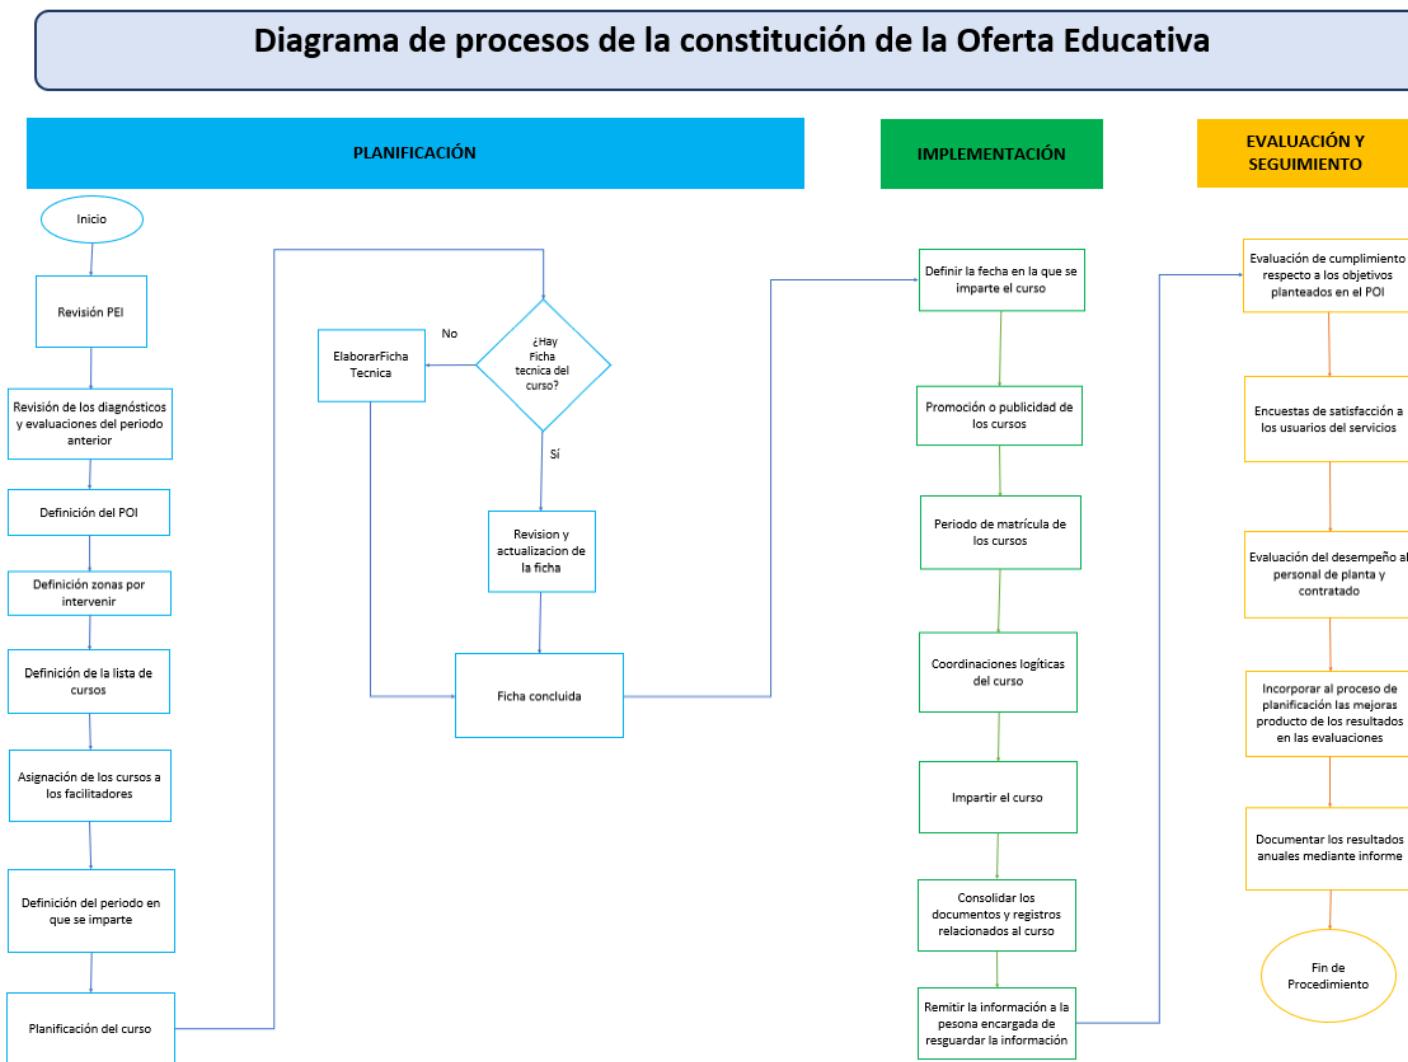 Diagrama de procesos de la constitución de la Oferta Educativa
PLANIFICACIÓN
Inicio
Revisión PEI
Revisión de los diagnósticos
y evaluaciones del periodo
anterior
Definición del POI
Definición zonas por
intervenir
Definición de la lista de
cursos
Asignación de los cursos a
los facilitadores
Definición del periodo en
que se imparte
Planificación del curso
¿Hay
Ficha
tecnica del
curso?
No
ElaborarFicha
Tecnica
Sí
Revision y
actualizacion de
la ficha
Ficha concluida
IMPLEMENTACIÓN
Definir la fecha en la que se
imparte el curso
Promoción o publicidad de
los cursos
Periodo de matrícula de
los cursos
Coordinaciones logíticas
del curso
Impartir el curso
Consolidar los
documentos y registros
relacionados al curso
Remitir la información a la
pesona encargada de
resguardar la información
EVALUACIÓN Y
SEGUIMIENTO
Evaluación de cumplimiento
respecto a los objetivos
planteados en el POI
Encuestas de satisfacción a
los usuarios del servicios
Evaluación del desempeño al
personal de planta y
contratado
Incorporar al proceso de
planificación las mejoras
producto de los resultados
en las evaluaciones
Documentar los resultados
anuales mediante informe
Fin de
Procedimiento